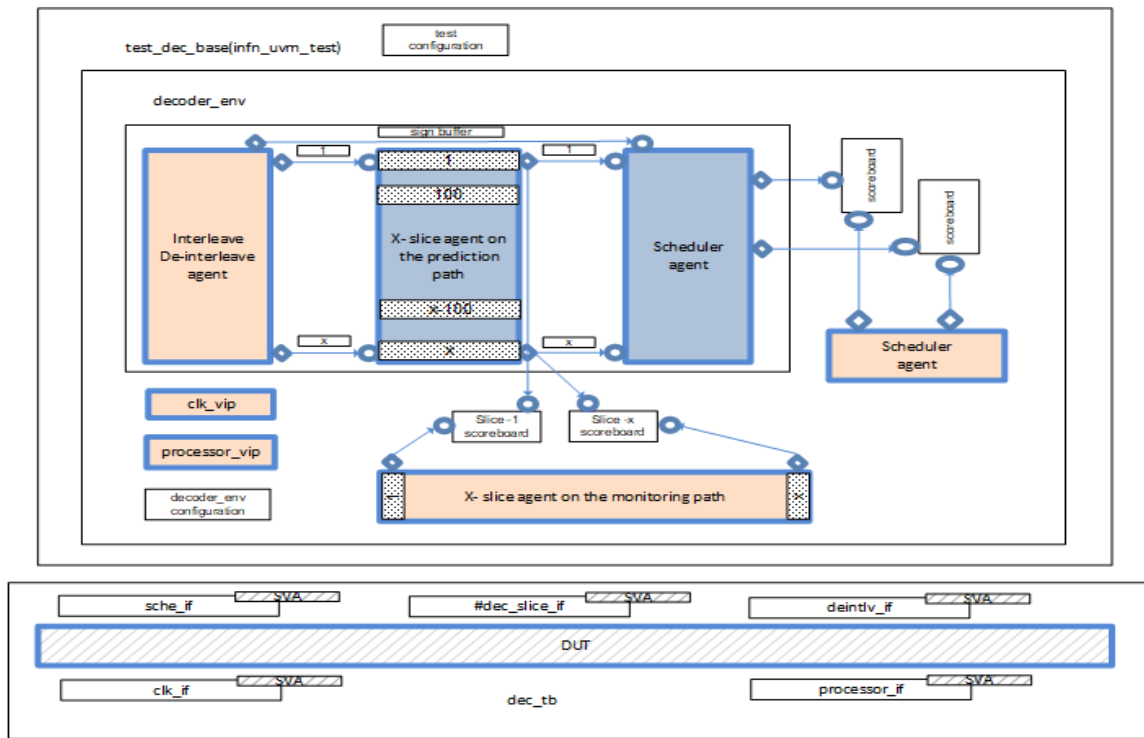 test
configuration
test_dec_base(infn_uvm_test)
decoder_env
sign buffer
1
1
1
100
Interleave
De-interleave
agent
X- slice agent on
the prediction
path
Scheduler
agent
x-100
x
x
x
scoreboard
scoreboard
Scheduler
agent
clk_vip
processor_vip
decoder_env
configuration
Slice -1
scoreboard
Slice -x
scoreboard
1
X- slice agent on the monitoring path
x
sche_if
SVA
#dec_slice_if
SVA
deintlv_if
SVA
DUT
clk_if
SVA
dec_tb
processor_if
SVA